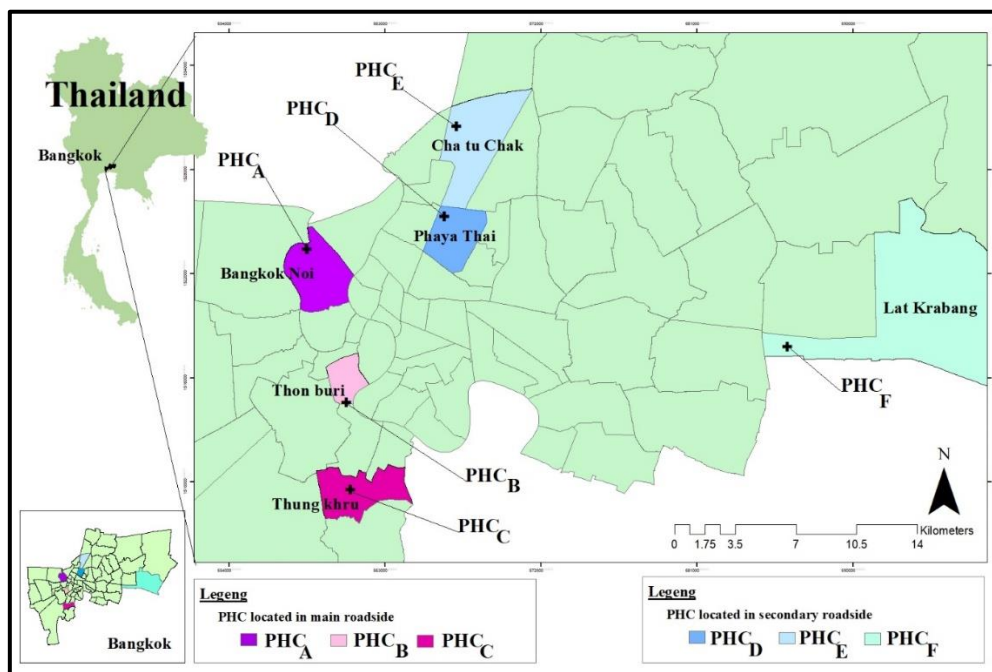 Thailand
Bangkok
PHC A
PHC D
PHC E
Cha tu Chak
Phaya Thai
Bangkok Noi
Lat Krabang
PHC F
Thon buri
PHC B
Thung khru
PHC C
N
Kilometers
0 1.75 3.5 7 10.5 14
Bangkok
Legeng
PHC located in main roadside
PHC A PHC B PHC C
Legeng
PHC located in secondary roadside
PHC D PHC E PHC F